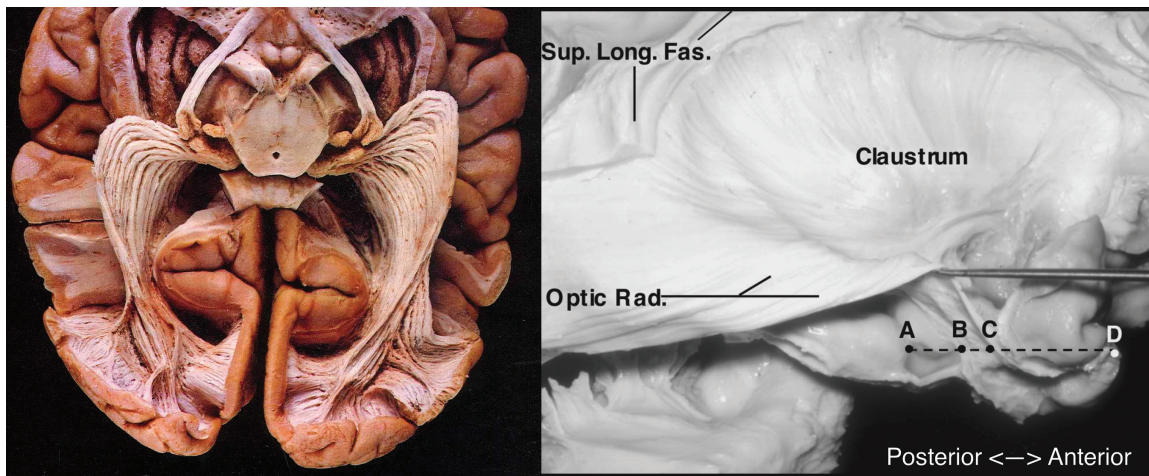 Sup. Long. Fas.
Claustrum
Optic Rad.
A B C D
Posterior <—> Anterior